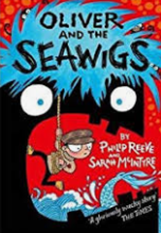 OLIVER
AND THE
SEAWIGS
BY
PHILIP REEVE
AND
SARAH McINTYRE
'A gloriously wacky story'
THE TIMES